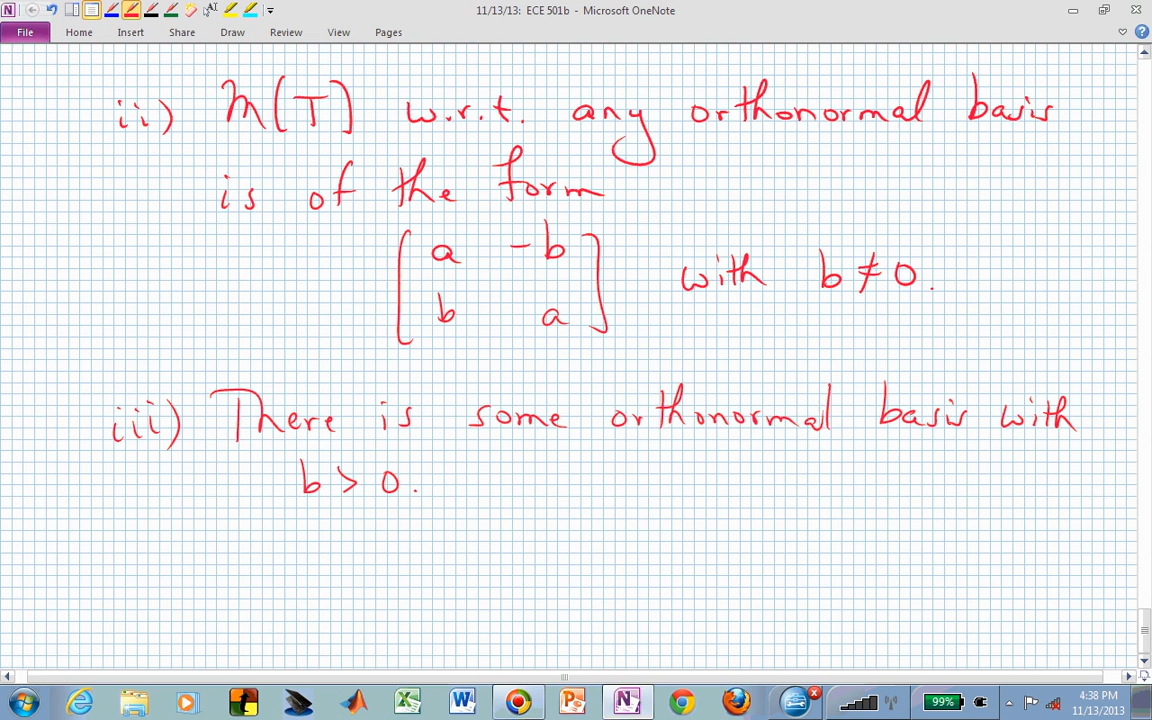 11/13/13: ECE 501b - Microsoft OneNote
File Home Insert Share Draw Review View Pages
ii) M(T) w.r.t. any orthonormal basis
is of the form
[ a -b
b a ] with b ≠ 0.
iii) There is some orthonormal basis with
b > 0.
99%
4:38 PM
11/13/2013